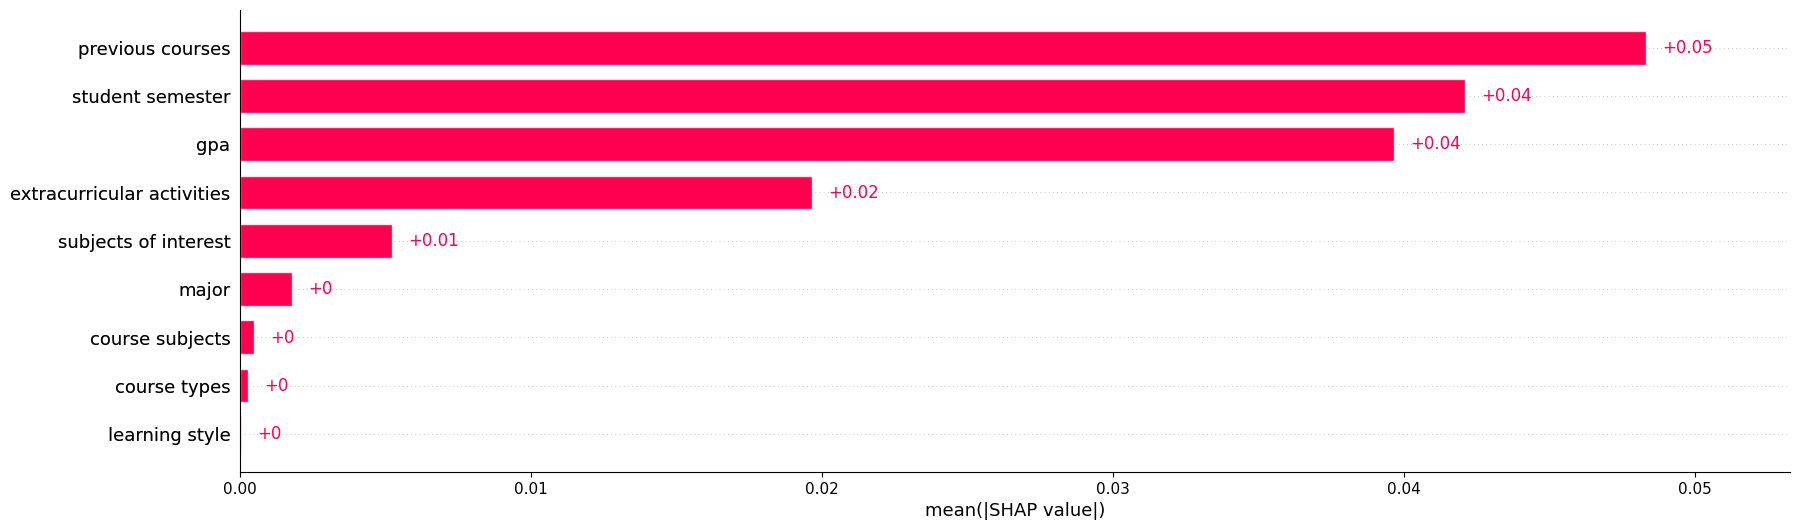 previous courses +0.05
student semester +0.04
gpa +0.04
extracurricular activities +0.02
subjects of interest +0.01
major +0
course subjects +0
course types +0
learning style +0
0.00 0.01 0.02 0.03 0.04 0.05
mean(|SHAP value|)